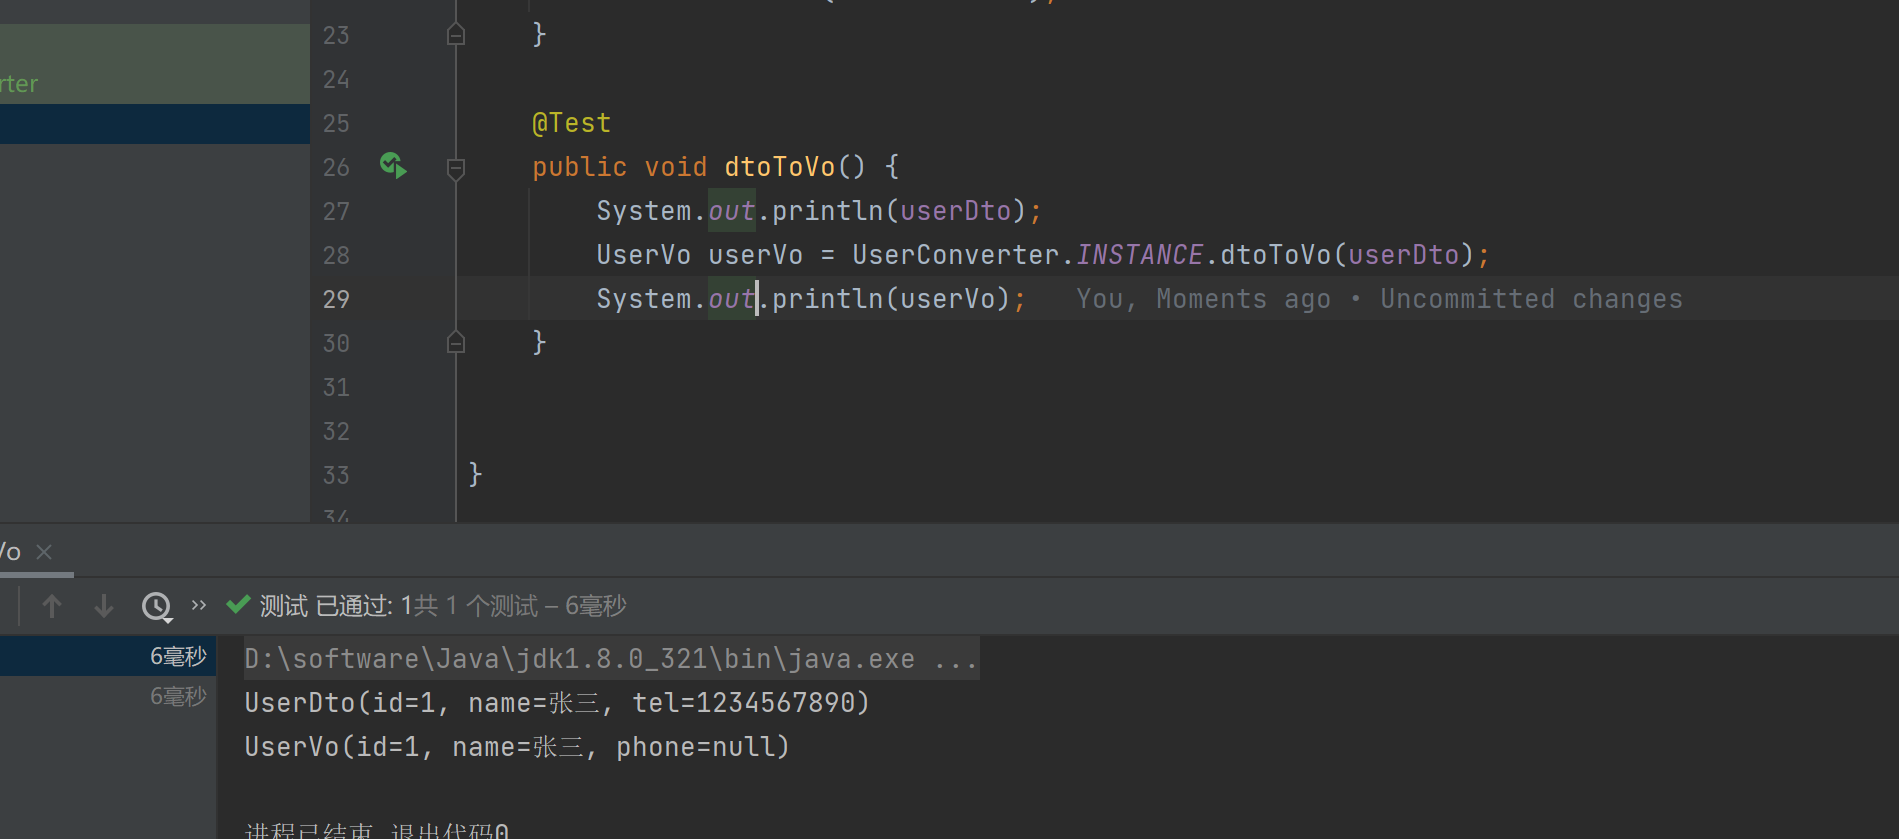 23 }
24
rter
25 @Test
26 public void dtoToVo() {
27 System.out.println(userDto);
28 UserVo userVo = UserConverter.INSTANCE.dtoToVo(userDto);
29 System.out.println(userVo); You, Moments ago • Uncommitted changes
30 }
31
32
33 }
34
Vo ×
测试 已通过: 1共 1 个测试 – 6毫秒
6毫秒 D:\software\Java\jdk1.8.0_321\bin\java.exe ...
6毫秒 UserDto(id=1, name=张三, tel=1234567890)
UserVo(id=1, name=张三, phone=null)
进程已结束,退出代码0